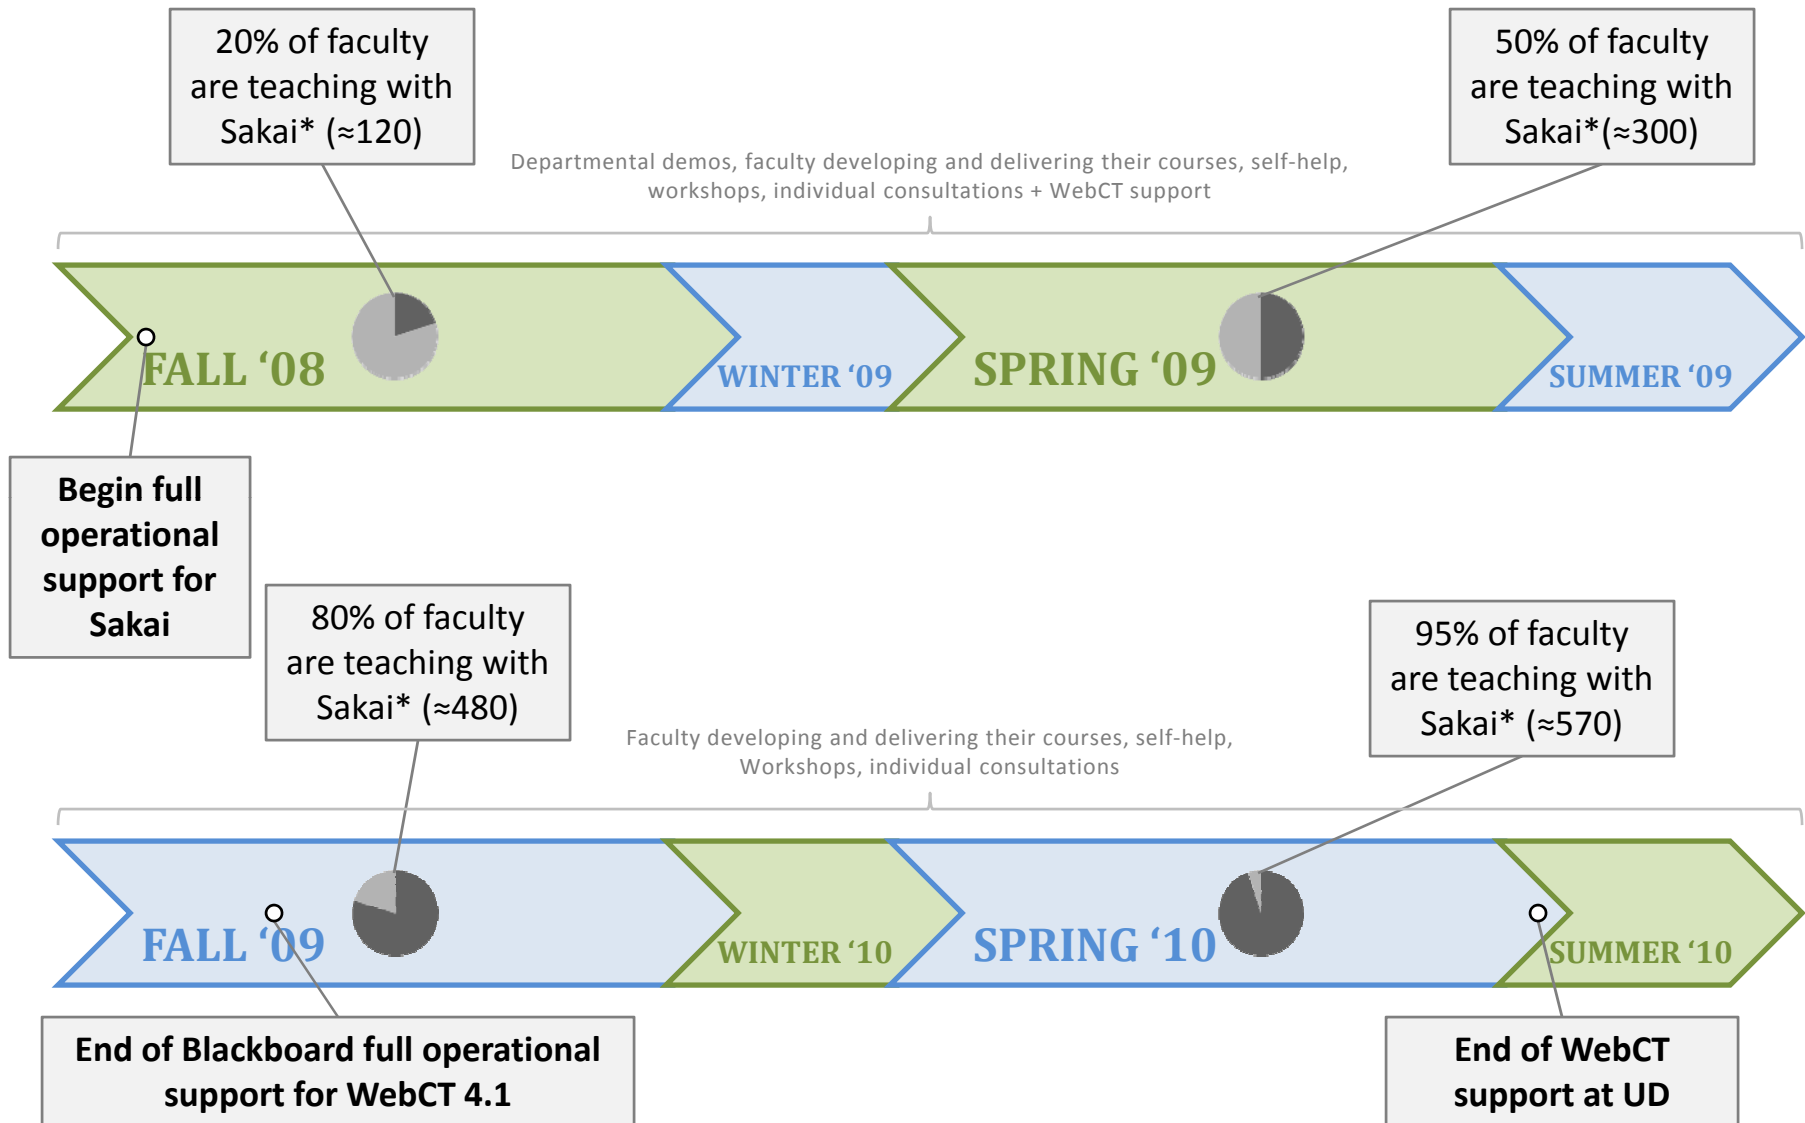 20% of faculty
are teaching with
Sakai* (≈120)
50% of faculty
are teaching with
Sakai*(≈300)
Departmental demos, faculty developing and delivering their courses, self-help,
workshops, individual consultations + WebCT support
FALL ‘08
WINTER ‘09
SPRING ‘09
SUMMER ‘09
Begin full
operational
support for
Sakai
80% of faculty
are teaching with
Sakai* (≈480)
95% of faculty
are teaching with
Sakai* (≈570)
Faculty developing and delivering their courses, self-help,
Workshops, individual consultations
FALL ‘09
WINTER ‘10
SPRING ‘10
SUMMER ‘10
End of Blackboard full operational
support for WebCT 4.1
End of WebCT
support at UD